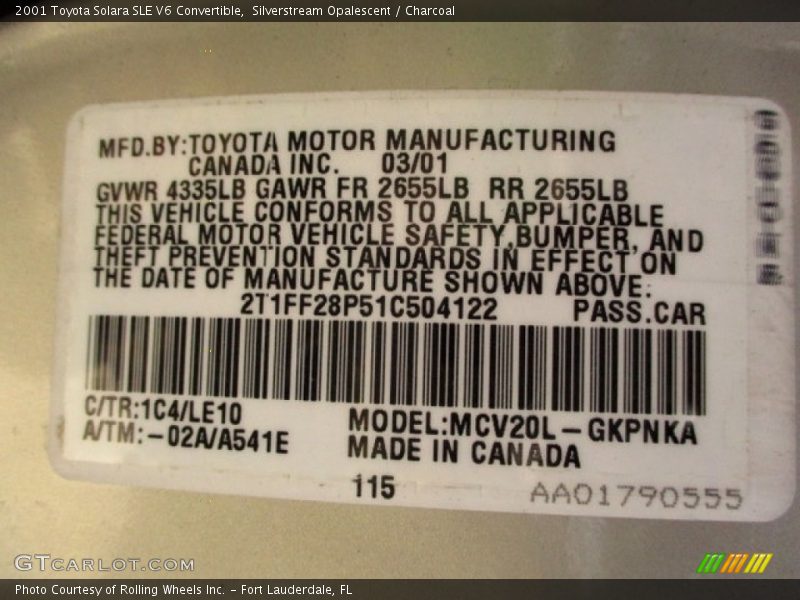 2001 Toyota Solara SLE V6 Convertible,  Silverstream Opalescent / Charcoal
MFD.BY:TOYOTA MOTOR MANUFACTURING
CANADA INC.   03/01
GVWR 4335LB GAWR FR 2655LB  RR 2655LB
THIS VEHICLE CONFORMS TO ALL APPLICABLE
FEDERAL MOTOR VEHICLE SAFETY,BUMPER, AND
THEFT PREVENTION STANDARDS IN EFFECT ON
THE DATE OF MANUFACTURE SHOWN ABOVE.
2T1FF28P51C504122   PASS.CAR
C/TR:1C4/LE10
A/TM:-02A/A541E
MODEL:MCV20L-GKPNKA
MADE IN CANADA
115
AA01790555
GTCARLOT.COM
Photo Courtesy of Rolling Wheels Inc. – Fort Lauderdale, FL